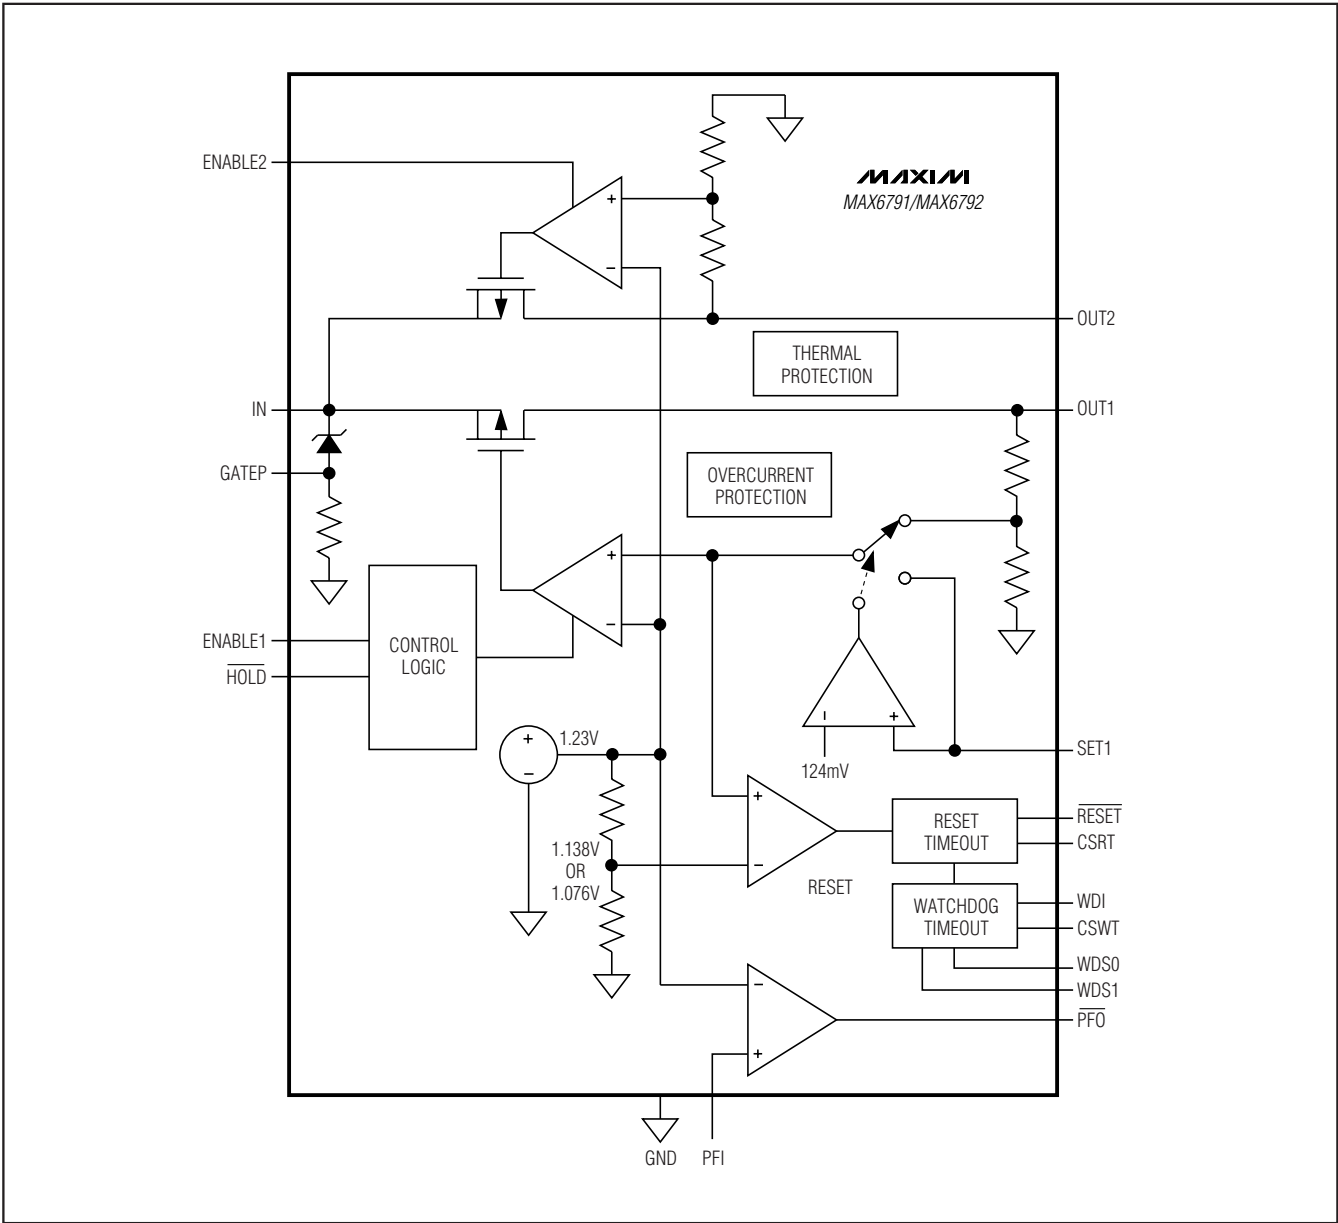 MAXIM
MAX6791/MAX6792
ENABLE2
+
−
OUT2
THERMAL
PROTECTION
IN
OUT1
GATEP
OVERCURRENT
PROTECTION
+
−
ENABLE1
HOLD
CONTROL
LOGIC
− +
124mV
SET1
+
−
1.23V
1.138V
OR
1.076V
+
−
RESET
RESET
TIMEOUT
RESET
CSRT
WATCHDOG
TIMEOUT
WDI
CSWT
WDS0
WDS1
−
+
PFO
GND
PFI